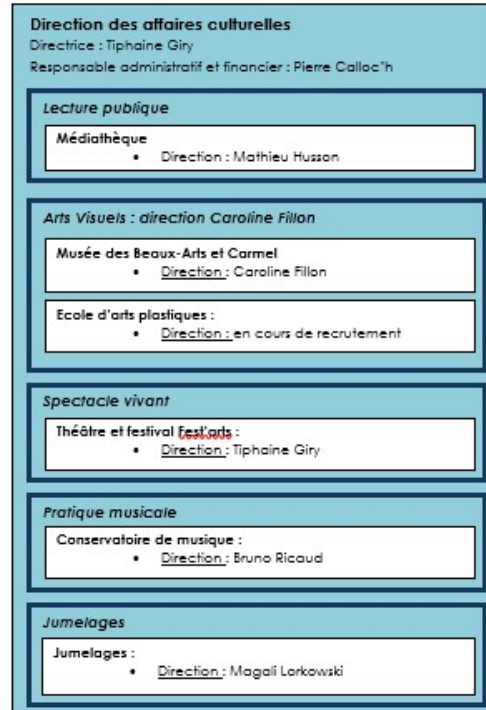 Direction des affaires culturelles
Directrice : Tiphaine Giry
Responsable administratif et financier : Pierre Calloc'h
Lecture publique
Médiathèque
• Direction : Mathieu Husson
Arts Visuels : direction Caroline Fillon
Musée des Beaux-Arts et Carmel
• Direction : Caroline Fillon
Ecole d'arts plastiques :
• Direction : en cours de recrutement
Spectacle vivant
Théâtre et festival Fest'arts :
• Direction : Tiphaine Giry
Pratique musicale
Conservatoire de musique :
• Direction : Bruno Ricaud
Jumelages
Jumelages :
• Direction : Magali Lorkowski